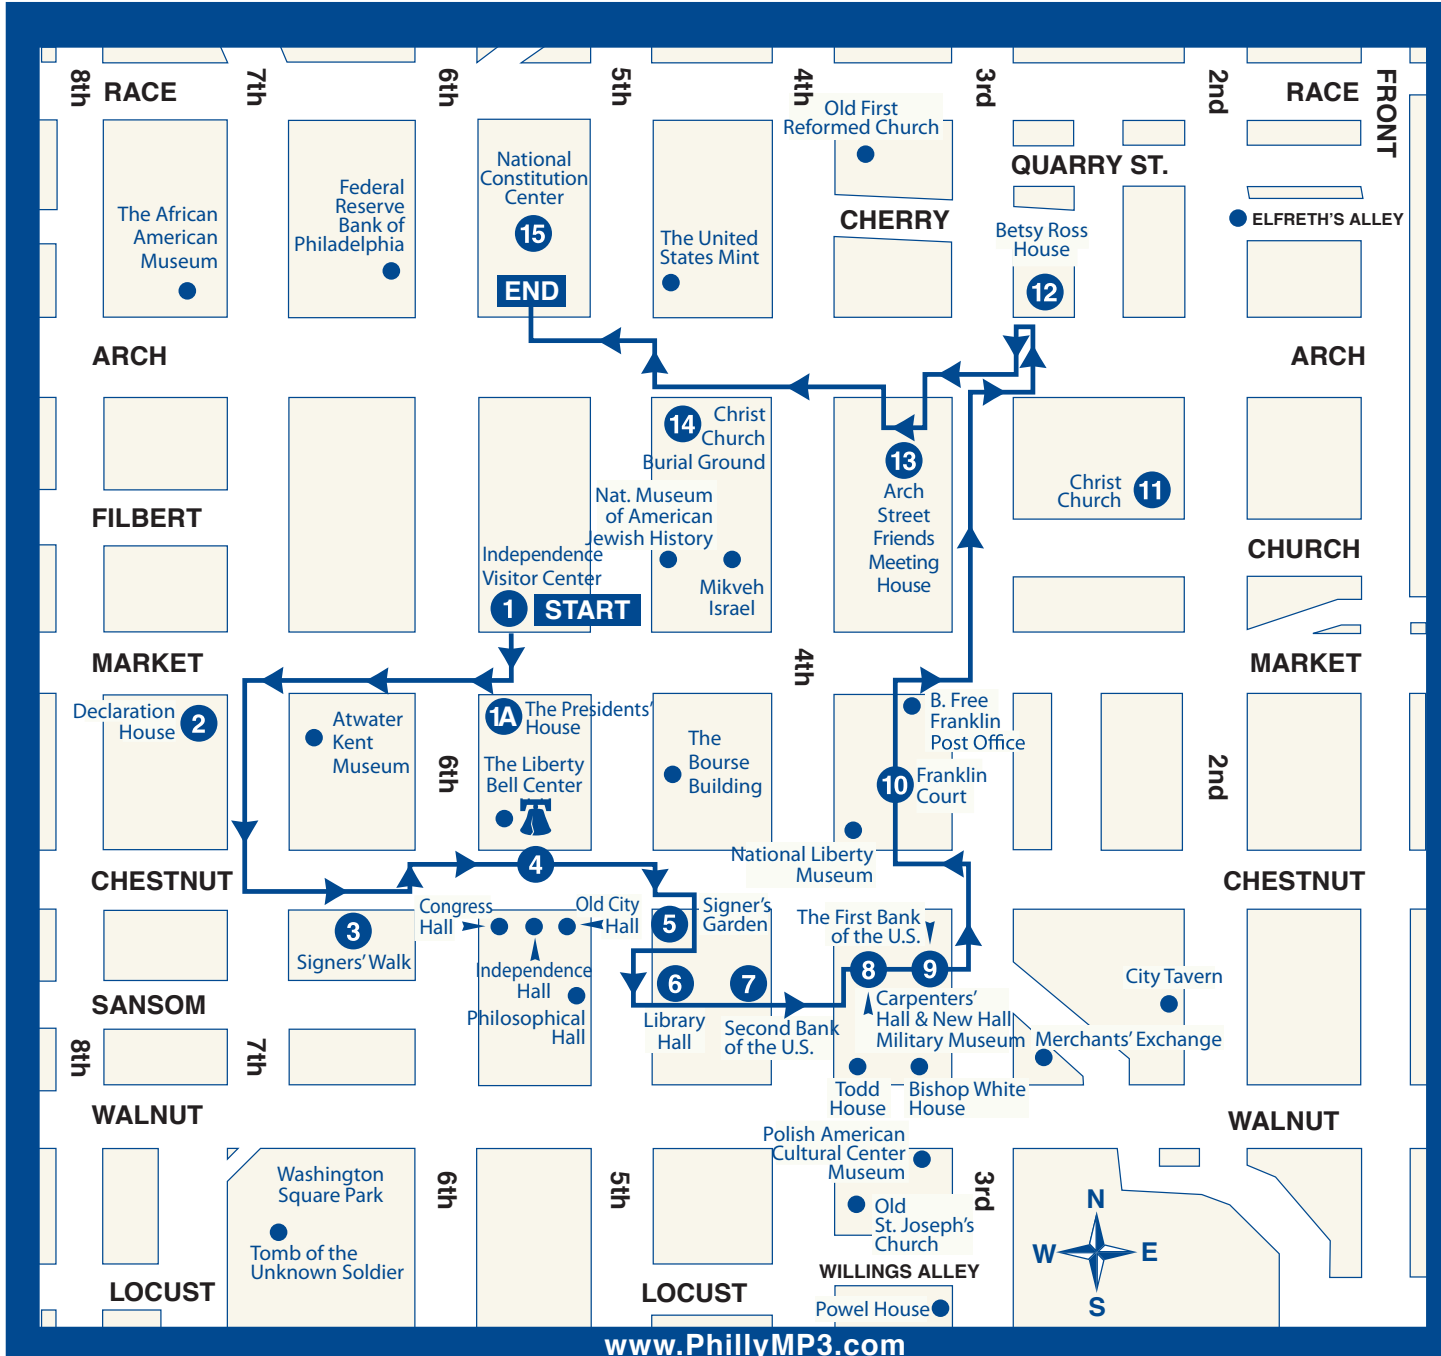 8th
7th
6th
5th
4th
3rd
2nd
FRONT
RACE
RACE
Old First
Reformed Church
QUARRY ST.
National
Constitution
Center
15
END
Federal
Reserve
Bank of
Philadelphia
The African
American
Museum
The United
States Mint
CHERRY
Betsy Ross
House
12
ELFRETH'S ALLEY
ARCH
ARCH
14
Christ
Church
Burial Ground
13
Arch
Street
Friends
Meeting
House
Christ
Church
11
Nat. Museum
of American
Jewish History
Mikveh
Israel
FILBERT
CHURCH
Independence
Visitor Center
1
START
MARKET
4th
MARKET
Declaration
House
2
Atwater
Kent
Museum
6th
1A
The Presidents'
House
The Liberty
Bell Center
The
Bourse
Building
B. Free
Franklin
Post Office
10
Franklin
Court
2nd
National Liberty
Museum
4
CHESTNUT
CHESTNUT
3
Signers' Walk
Congress
Hall
Old City
Hall
Independence
Hall
Philosophical
Hall
5
Signer's
Garden
6
Library
Hall
7
Second Bank
of the U.S.
The First Bank
of the U.S.
8
9
Carpenters'
Hall & New Hall
Military Museum
City Tavern
Merchants' Exchange
SANSOM
8th
7th
Todd
House
Bishop White
House
WALNUT
WALNUT
Polish American
Cultural Center
Museum
Old
St. Joseph's
Church
Washington
Square Park
Tomb of the
Unknown Soldier
6th
5th
3rd
N
W
E
S
LOCUST
LOCUST
WILLINGS ALLEY
Powel House
www.PhillyMP3.com